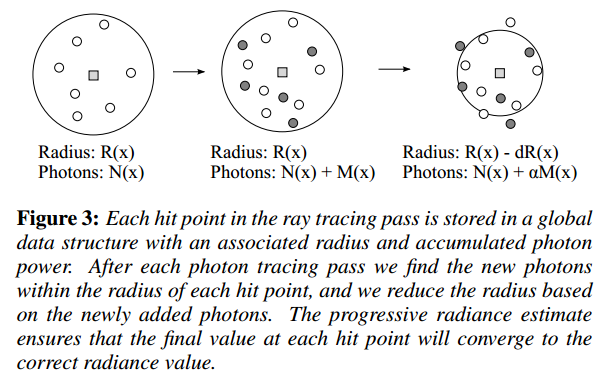 Radius: R(x) Radius: R(x) Radius: R(x) - dR(x)
Photons: N(x) Photons: N(x) + M(x) Photons: N(x) + αM(x)
Figure 3: Each hit point in the ray tracing pass is stored in a global
data structure with an associated radius and accumulated photon
power. After each photon tracing pass we find the new photons
within the radius of each hit point, and we reduce the radius based
on the newly added photons. The progressive radiance estimate
ensures that the final value at each hit point will converge to the
correct radiance value.